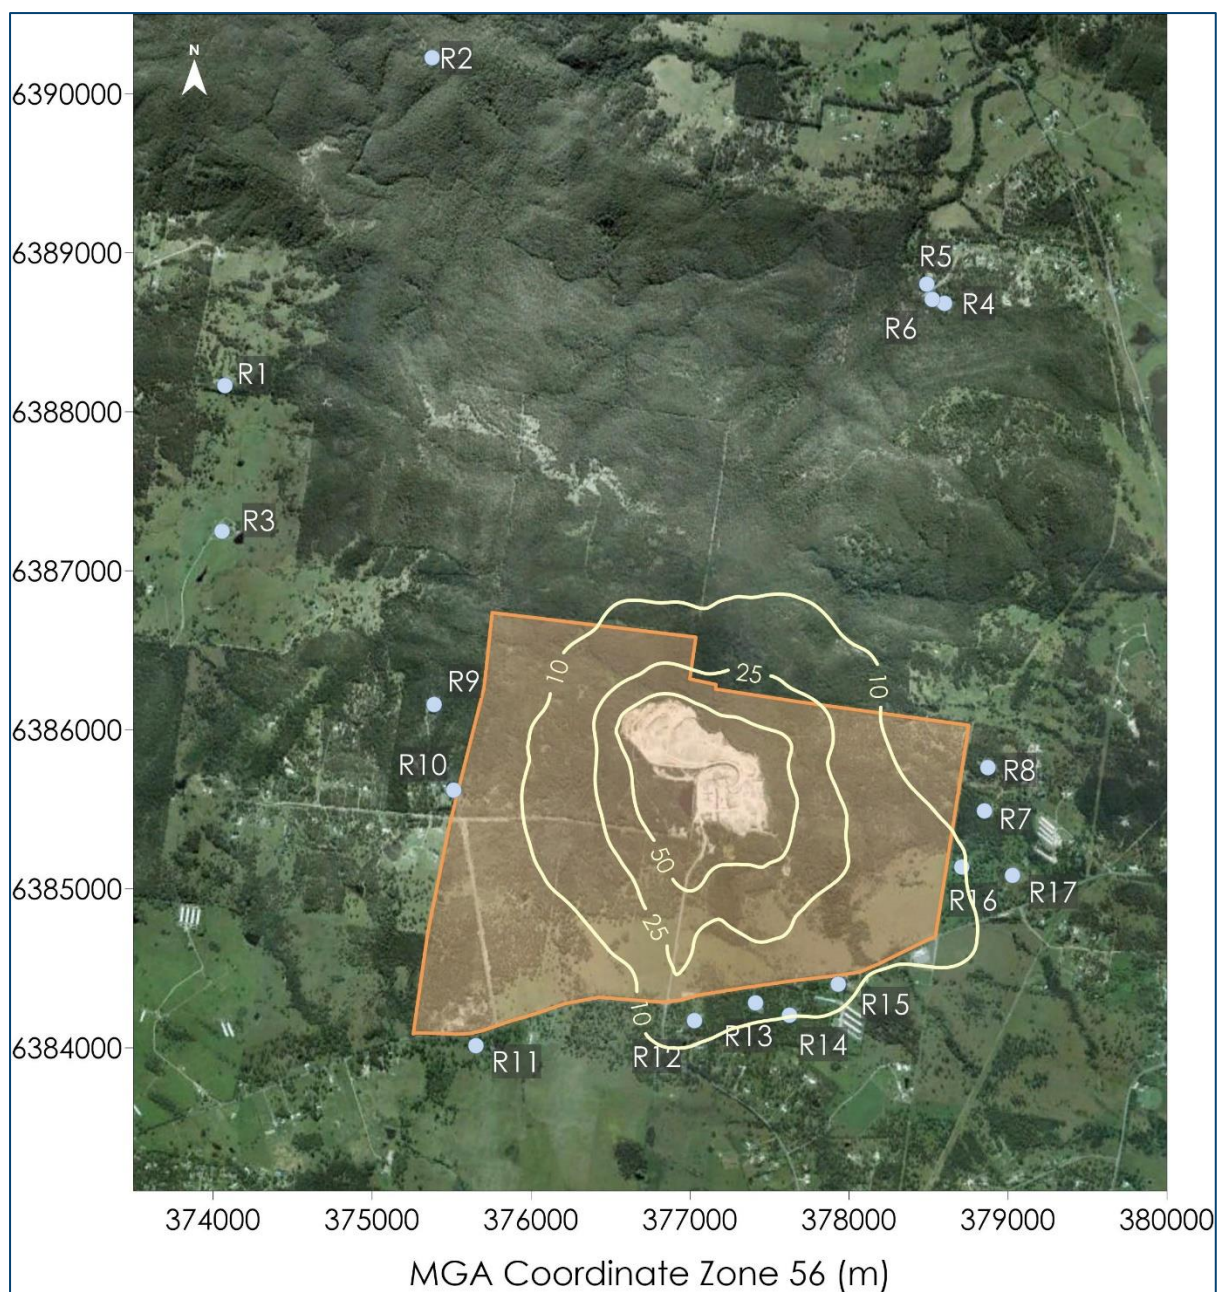 N
R2
6390000
6389000
R5
R4
R6
R1
6388000
R3
6387000
10
25
10
R9
6386000
R10
R8
R7
50
6385000
R16
R17
25
10
R15
R13
R14
R12
6384000
R11
374000 375000 376000 377000 378000 379000 380000
MGA Coordinate Zone 56 (m)